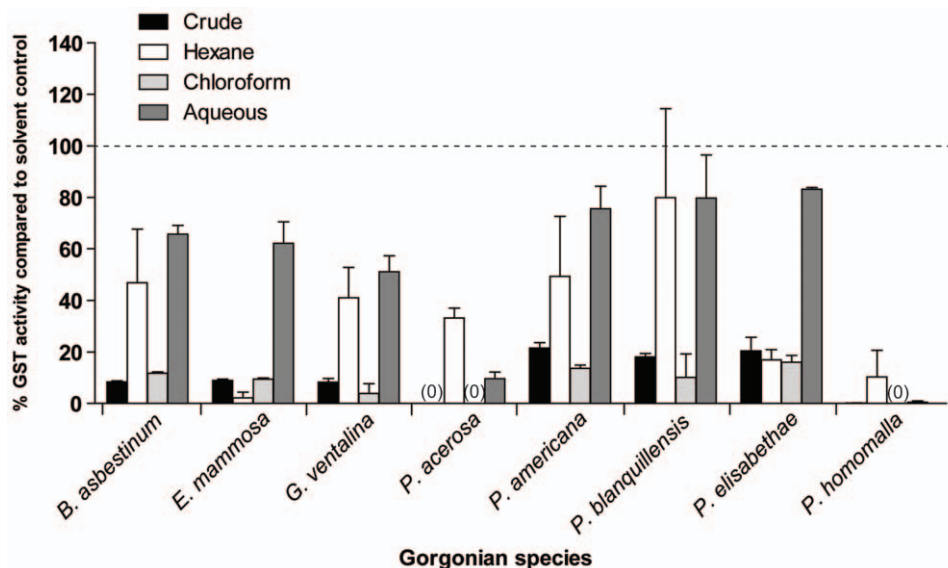 Crude
Hexane
Chloroform
Aqueous
% GST activity compared to solvent control
140
120
100
80
60
40
20
0
(0)
(0)
(0)
B. asbestinum
E. mammosa
G. ventalina
P. acerosa
P. americana
P. blanquillensis
P. elisabethae
P. homomalla
Gorgonian species